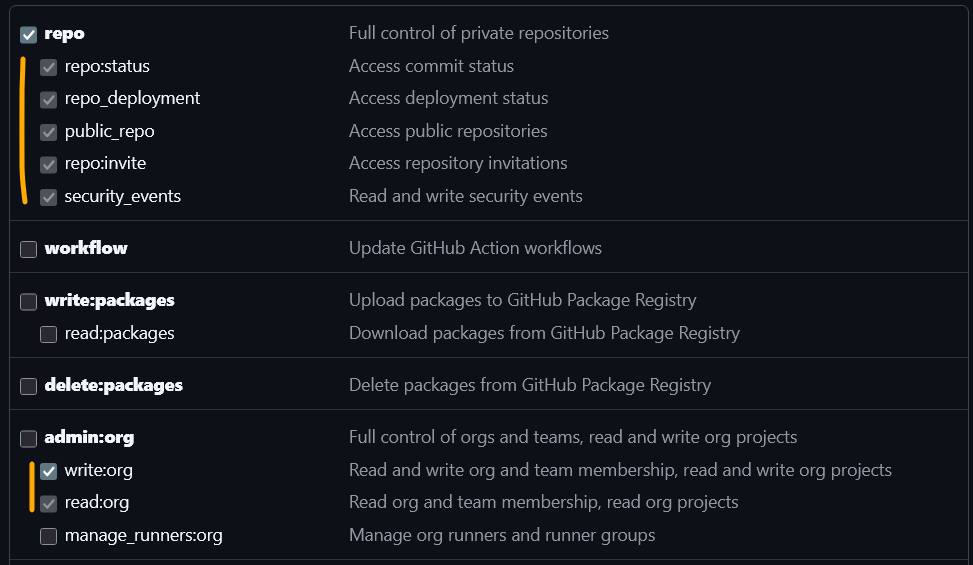 repo Full control of private repositories
repo:status Access commit status
repo_deployment Access deployment status
public_repo Access public repositories
repo:invite Access repository invitations
security_events Read and write security events
workflow Update GitHub Action workflows
write:packages Upload packages to GitHub Package Registry
read:packages Download packages from GitHub Package Registry
delete:packages Delete packages from GitHub Package Registry
admin:org Full control of orgs and teams, read and write org projects
write:org Read and write org and team membership, read and write org projects
read:org Read org and team membership, read org projects
manage_runners:org Manage org runners and runner groups